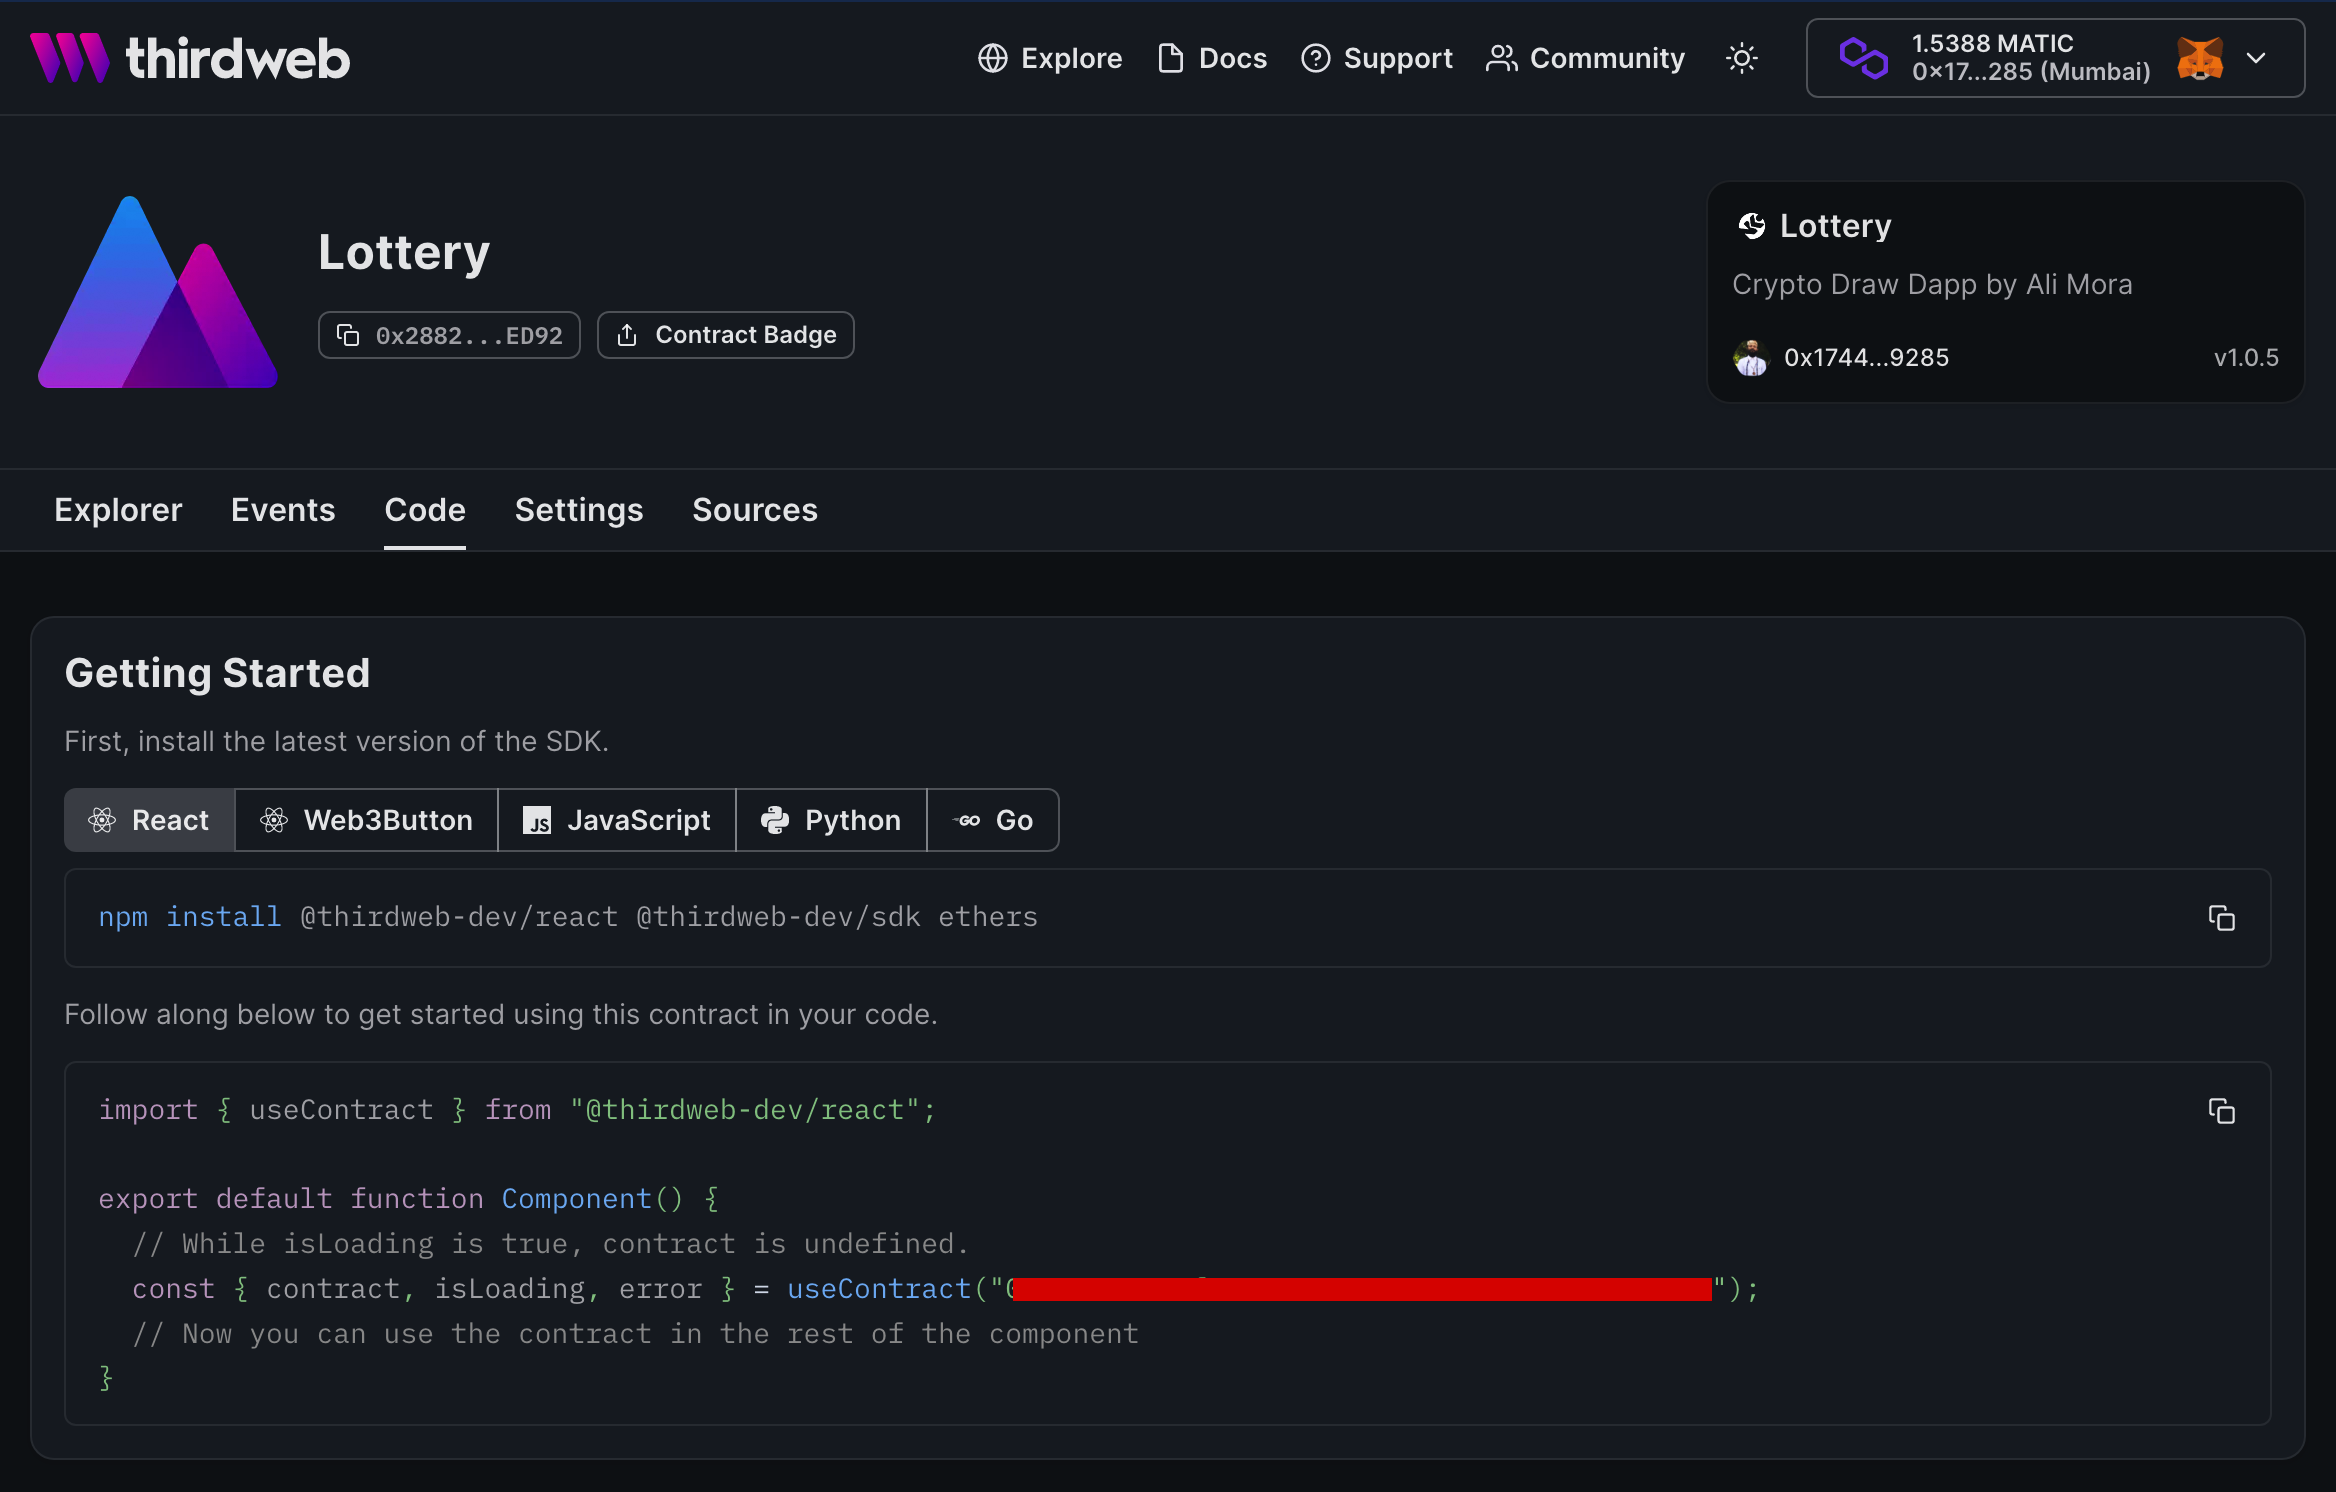 thirdweb
Explore
Docs
Support
Community
1.5388 MATIC
0x17...285 (Mumbai)
Lottery
0x2882...ED92
Contract Badge
Lottery
Crypto Draw Dapp by Ali Mora
0x1744...9285
v1.0.5
Explorer
Events
Code
Settings
Sources
Getting Started
First, install the latest version of the SDK.
React
Web3Button
JS
JavaScript
Python
GO
Go
npm install @thirdweb-dev/react @thirdweb-dev/sdk ethers
Follow along below to get started using this contract in your code.
import { useContract } from "@thirdweb-dev/react";
export default function Component() {
// While isLoading is true, contract is undefined.
const { contract, isLoading, error } = useContract("");
// Now you can use the contract in the rest of the component
}